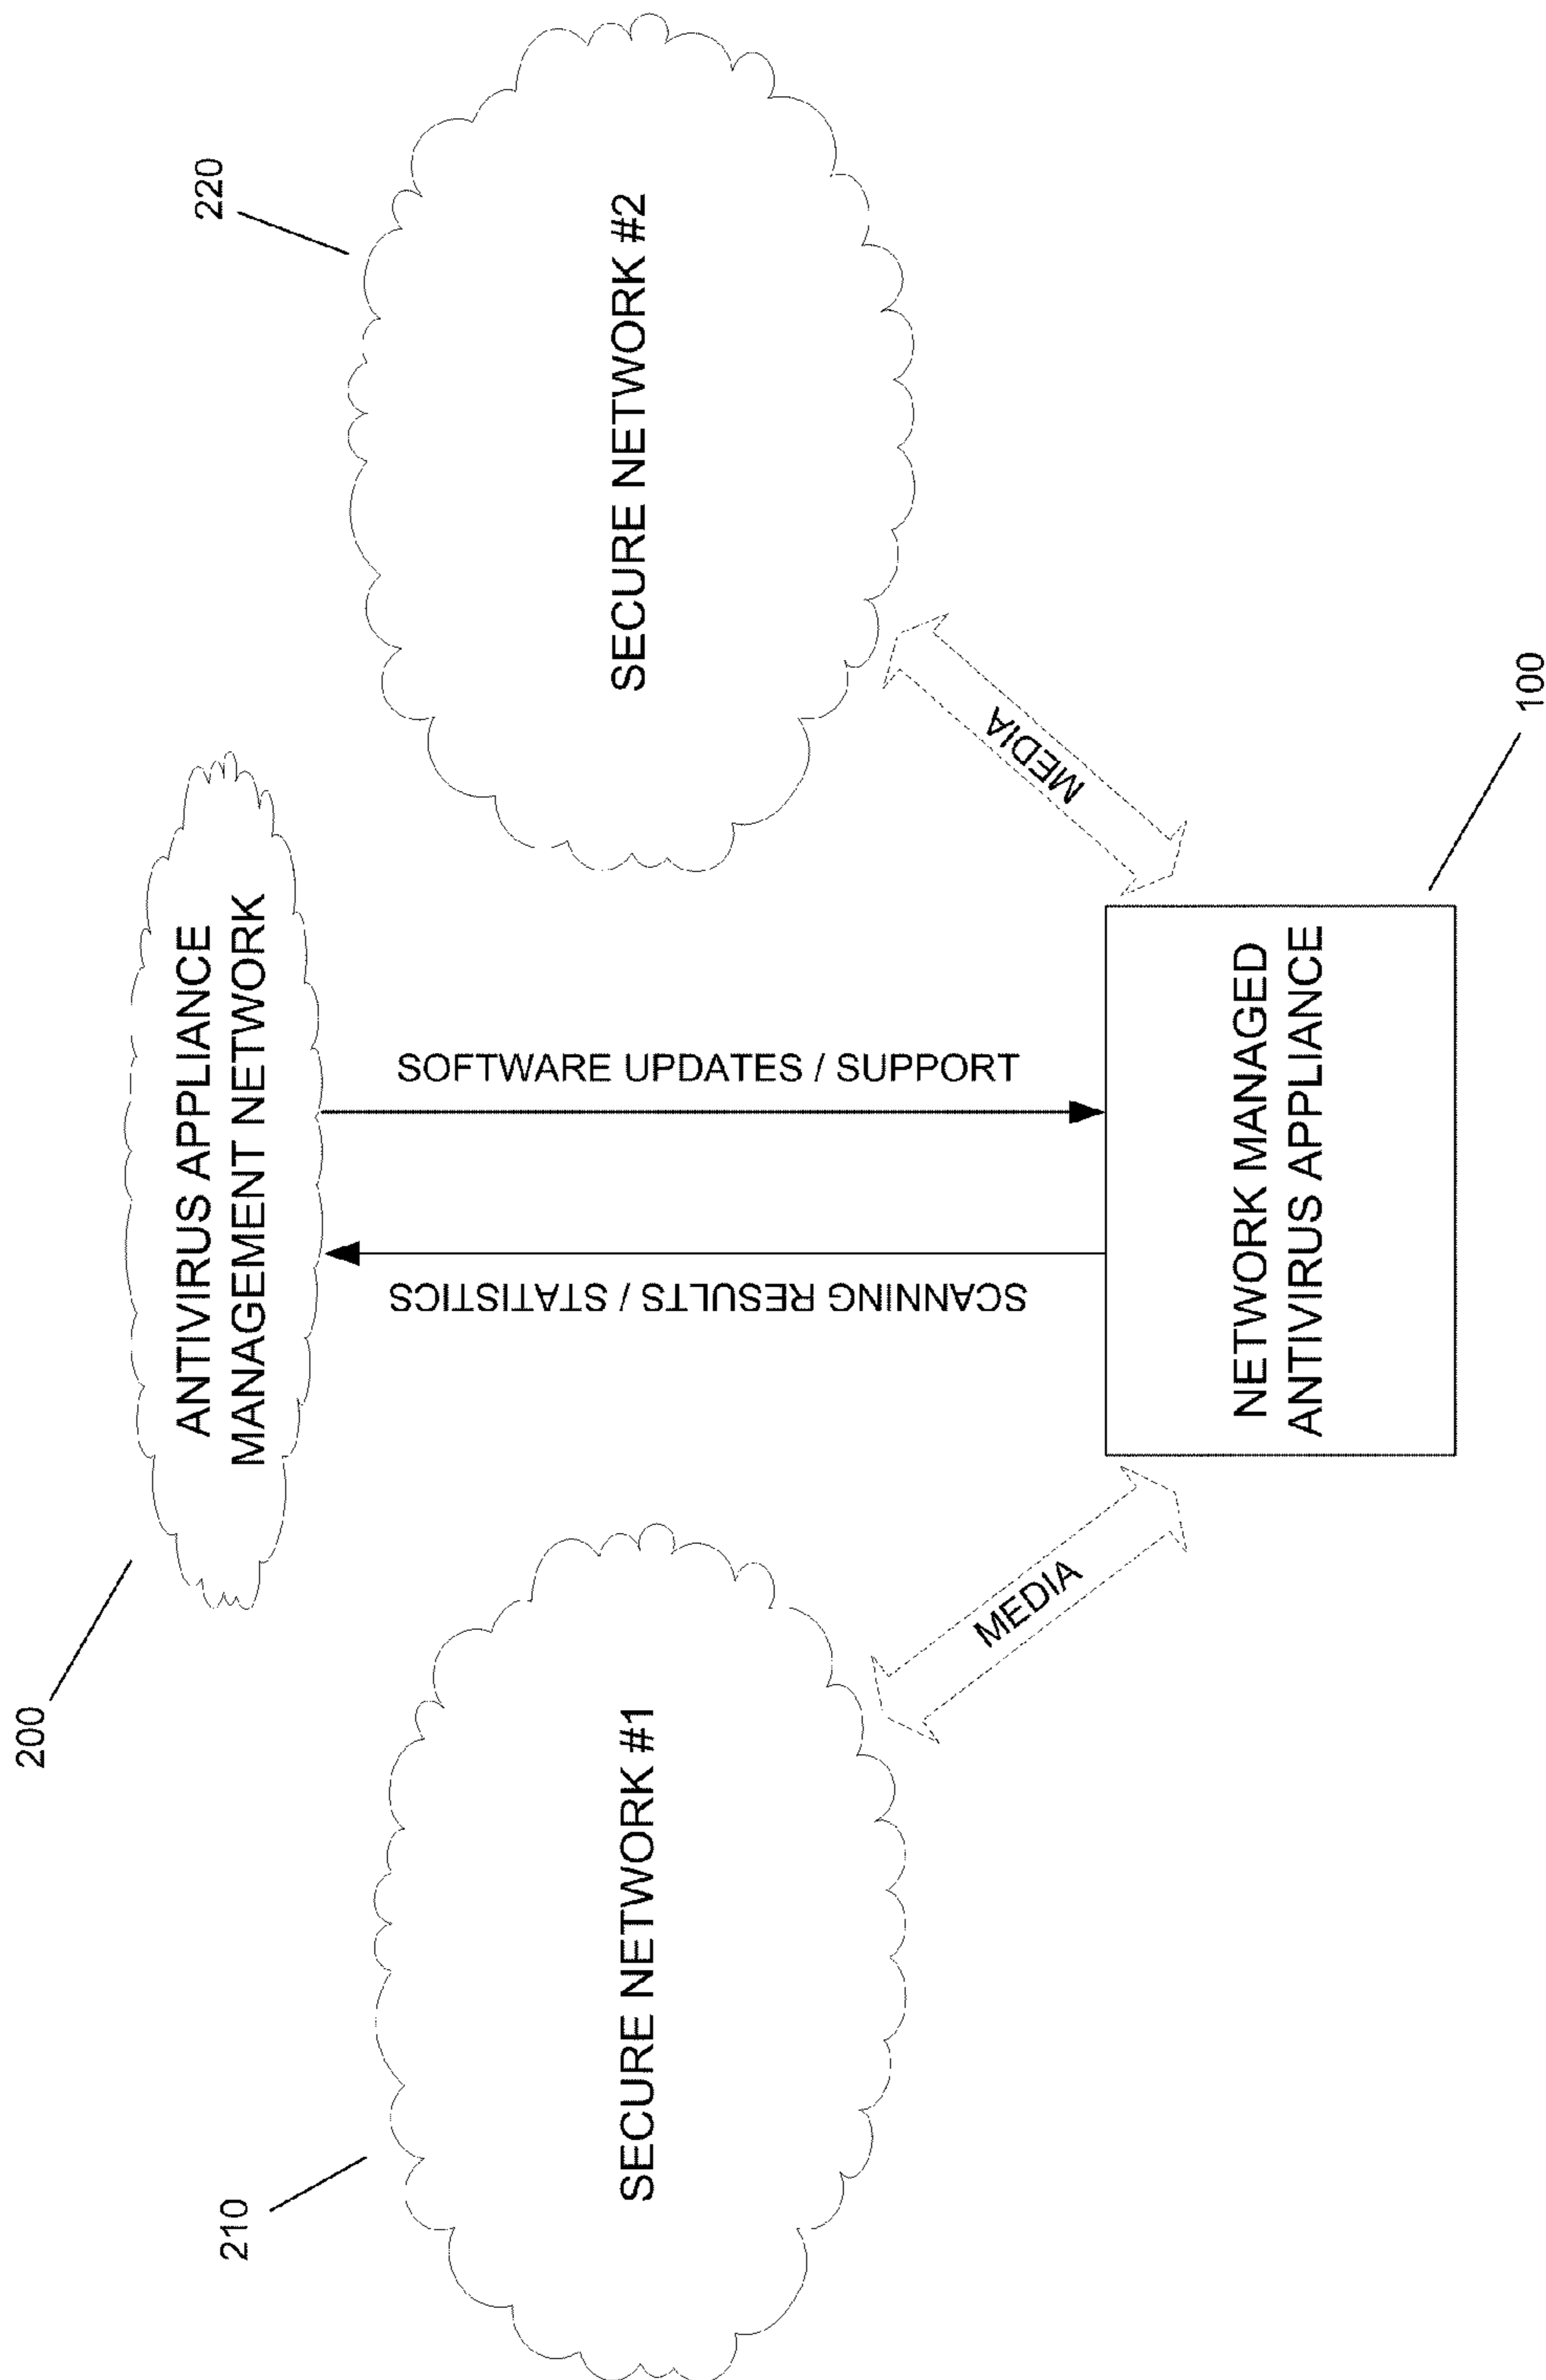 200
ANTIVIRUS APPLIANCE
MANAGEMENT NETWORK
220
210
SECURE NETWORK #1
SCANNING RESULTS / STATISTICS
SOFTWARE UPDATES / SUPPORT
SECURE NETWORK #2
MEDIA
MEDIA
NETWORK MANAGED
ANTIVIRUS APPLIANCE
100